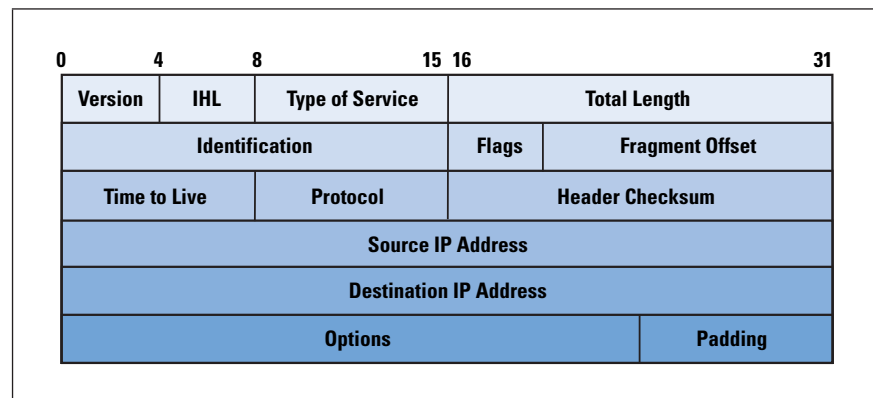 0 4 8 15 16 31
Version IHL Type of Service Total Length
Identification Flags Fragment Offset
Time to Live Protocol Header Checksum
Source IP Address
Destination IP Address
Options Padding